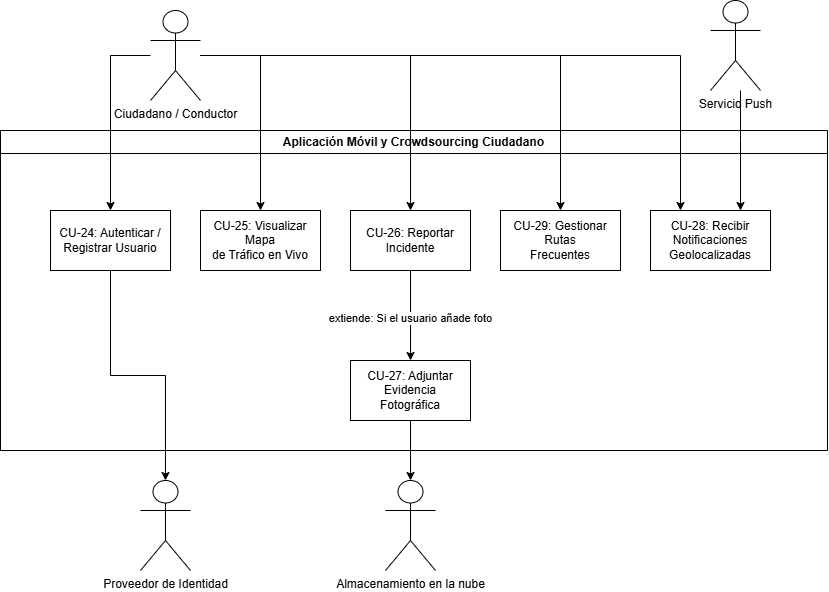 Ciudadano / Conductor
Servicio Push
Aplicación Móvil y Crowdsourcing Ciudadano
CU-24: Autenticar /
Registrar Usuario
CU-25: Visualizar
Mapa
de Tráfico en Vivo
CU-26: Reportar
Incidente
CU-29: Gestionar
Rutas
Frecuentes
CU-28: Recibir
Notificaciones
Geolocalizadas
extiende: Si el usuario añade foto
CU-27: Adjuntar
Evidencia
Fotográfica
Proveedor de Identidad
Almacenamiento en la nube